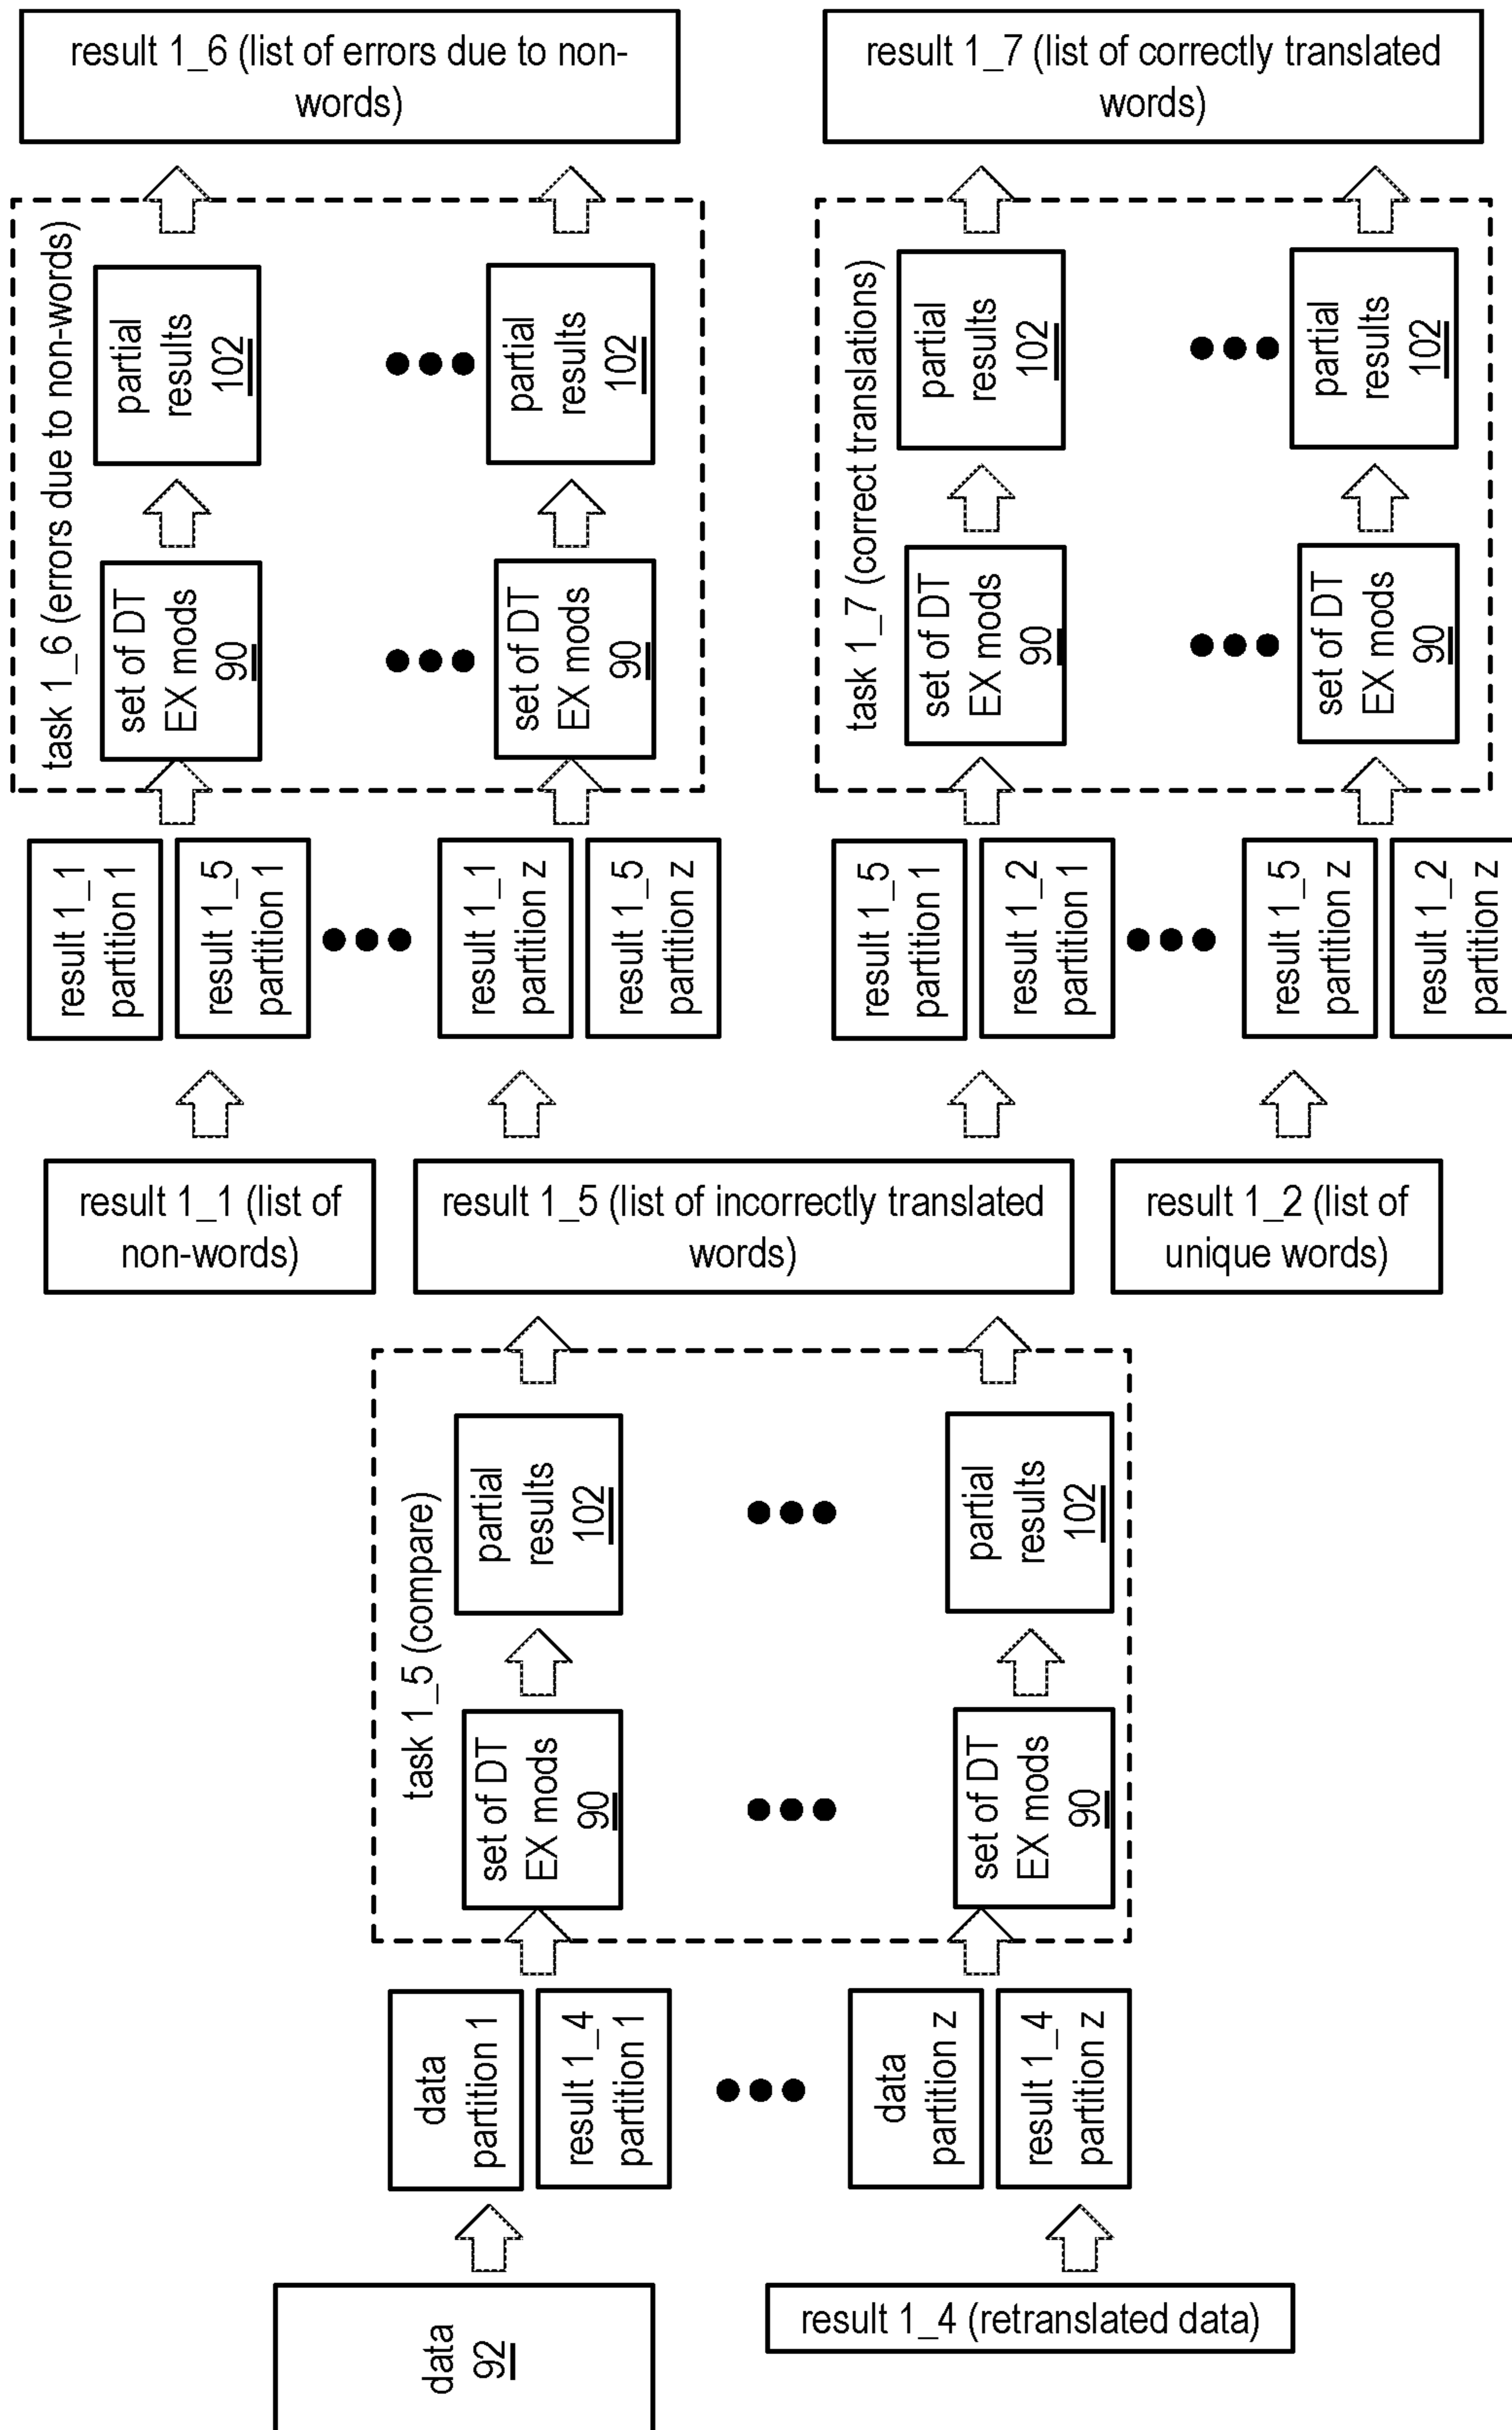 result 1_6 (list of errors due to non-
words)
result 1_7 (list of correctly translated
words)
task 1_6 (errors due to non-words)
set of DT
EX mods
90
partial
results
102
set of DT
EX mods
90
partial
results
102
task 1_7 (correct translations)
set of DT
EX mods
90
partial
results
102
set of DT
EX mods
90
partial
results
102
result 1_1
partition 1
result 1_5
partition 1
result 1_1
partition z
result 1_5
partition z
result 1_5
partition 1
result 1_2
partition 1
result 1_5
partition z
result 1_2
partition z
result 1_1 (list of
non-words)
result 1_5 (list of incorrectly translated
words)
result 1_2 (list of
unique words)
task 1_5 (compare)
set of DT
EX mods
90
partial
results
102
set of DT
EX mods
90
partial
results
102
data
partition 1
result 1_4
partition 1
data
partition z
result 1_4
partition z
data
92
result 1_4 (retranslated data)